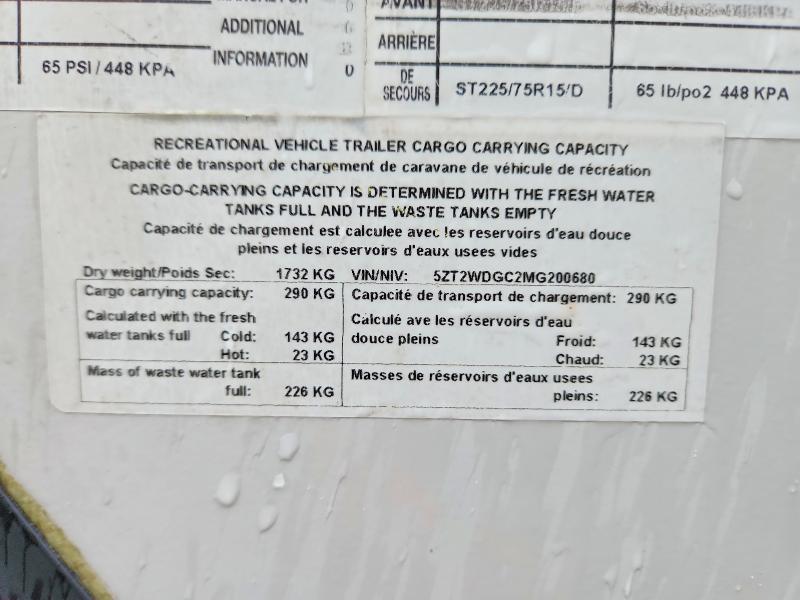 ADDITIONAL
INFORMATION
65 PSI / 448 KPA
0
AVANT
ARRIÈRE
DE
SECOURS
ST225/75R15/D
65 lb/po2 448 KPA
RECREATIONAL VEHICLE TRAILER CARGO CARRYING CAPACITY
Capacité de transport de chargement de caravane de véhicule de récréation
CARGO-CARRYING CAPACITY IS DETERMINED WITH THE FRESH WATER
TANKS FULL AND THE WASTE TANKS EMPTY
Capacité de chargement est calculee avec les reservoirs d'eau douce
pleins et les reservoirs d'eaux usees vides
Dry weight/Poids Sec: 1732 KG VIN/NIV: 5ZT2WDGC2MG200680
Cargo carrying capacity: 290 KG
Calculated with the fresh
water tanks full Cold: 143 KG
Hot: 23 KG
Mass of waste water tank
full: 226 KG
Capacité de transport de chargement: 290 KG
Calculé ave les réservoirs d'eau
douce pleins Froid: 143 KG
Chaud: 23 KG
Masses de réservoirs d'eaux usees
pleins: 226 KG